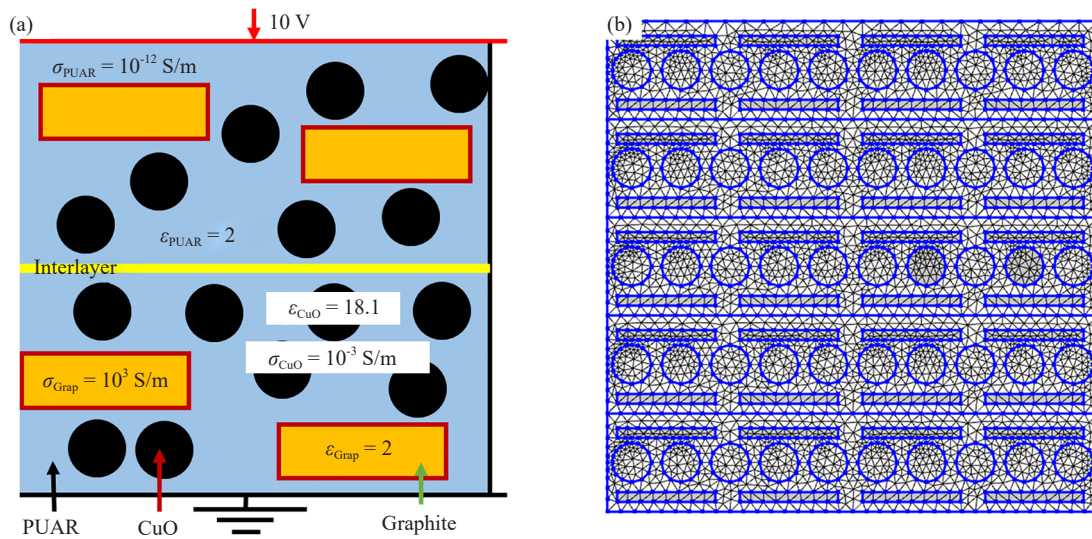 (a)
10 V
(b)
σPUAR = 10⁻¹² S/m
εPUAR = 2
Interlayer
εCuO = 18.1
σCuO = 10⁻³ S/m
σGrap = 10³ S/m
εGrap = 2
PUAR
CuO
Graphite